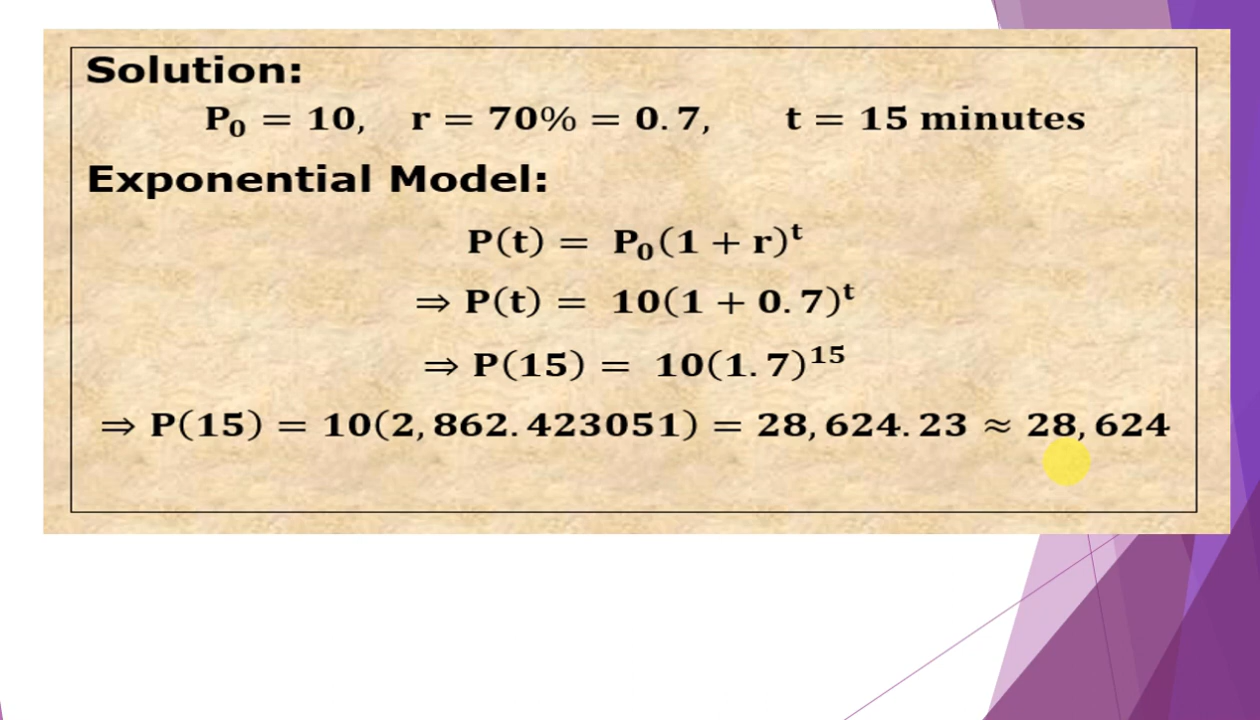 Solution:
P₀ = 10, r = 70% = 0.7, t = 15 minutes
Exponential Model:
P(t) = P₀(1 + r)ᵗ
⇒ P(t) = 10(1 + 0.7)ᵗ
⇒ P(15) = 10(1.7)¹⁵
⇒ P(15) = 10(2,862.423051) = 28,624.23 ≈ 28,624